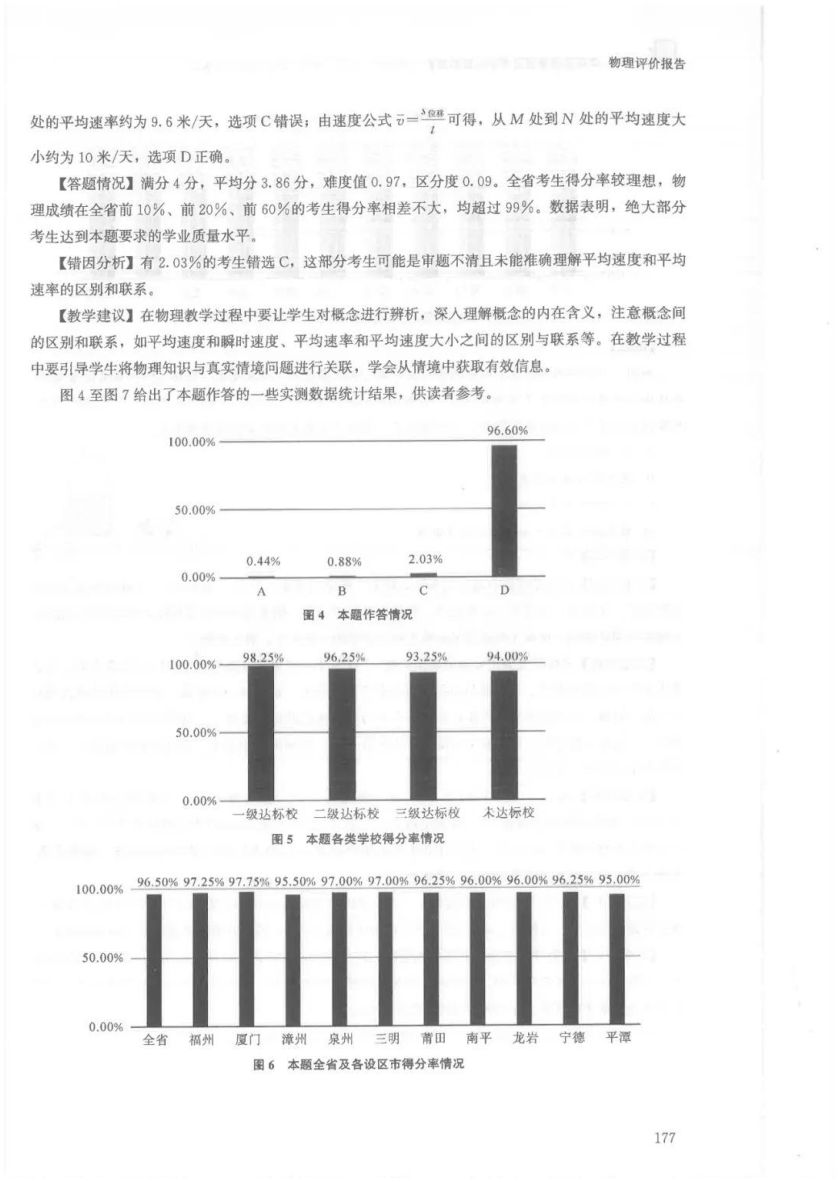 物理评价报告
处的平均速率约为 9.6 米/天，选项 C 错误；由速度公式 v̄=s位移/t 可得，从 M 处到 N 处的平均速度大
小约为 10 米/天，选项 D 正确。
【答题情况】满分 4 分，平均分 3.86 分，难度值 0.97，区分度 0.09。全省考生得分率较理想，物
理成绩在全省前 10%、前 20%、前 60%的考生得分率相差不大，均超过 99%。数据表明，绝大部分
考生达到本题要求的学业质量水平。
【错因分析】有 2.03%的考生错选 C，这部分考生可能是审题不清且未能准确理解平均速度和平均
速率的区别和联系。
【教学建议】在物理教学过程中要让学生对概念进行辨析，深入理解概念的内在含义，注意概念间
的区别和联系，如平均速度和瞬时速度、平均速率和平均速度大小之间的区别与联系等。在教学过程
中要引导学生将物理知识与真实情境问题进行关联，学会从情境中获取有效信息。
图 4 至图 7 给出了本题作答的一些实测数据统计结果，供读者参考。
96.60%
100.00%
50.00%
0.44% 0.88% 2.03%
0.00%
A B C D
图 4 本题作答情况
98.25% 96.25% 93.25% 94.00%
100.00%
50.00%
0.00%
一级达标校 二级达标校 三级达标校 未达标校
图 5 本题各类学校得分率情况
96.50% 97.25% 97.75% 95.50% 97.00% 97.00% 96.25% 96.00% 96.00% 96.25% 95.00%
100.00%
50.00%
0.00%
全省 福州 厦门 漳州 泉州 三明 莆田 南平 龙岩 宁德 平潭
图 6 本题全省及各设区市得分率情况
177